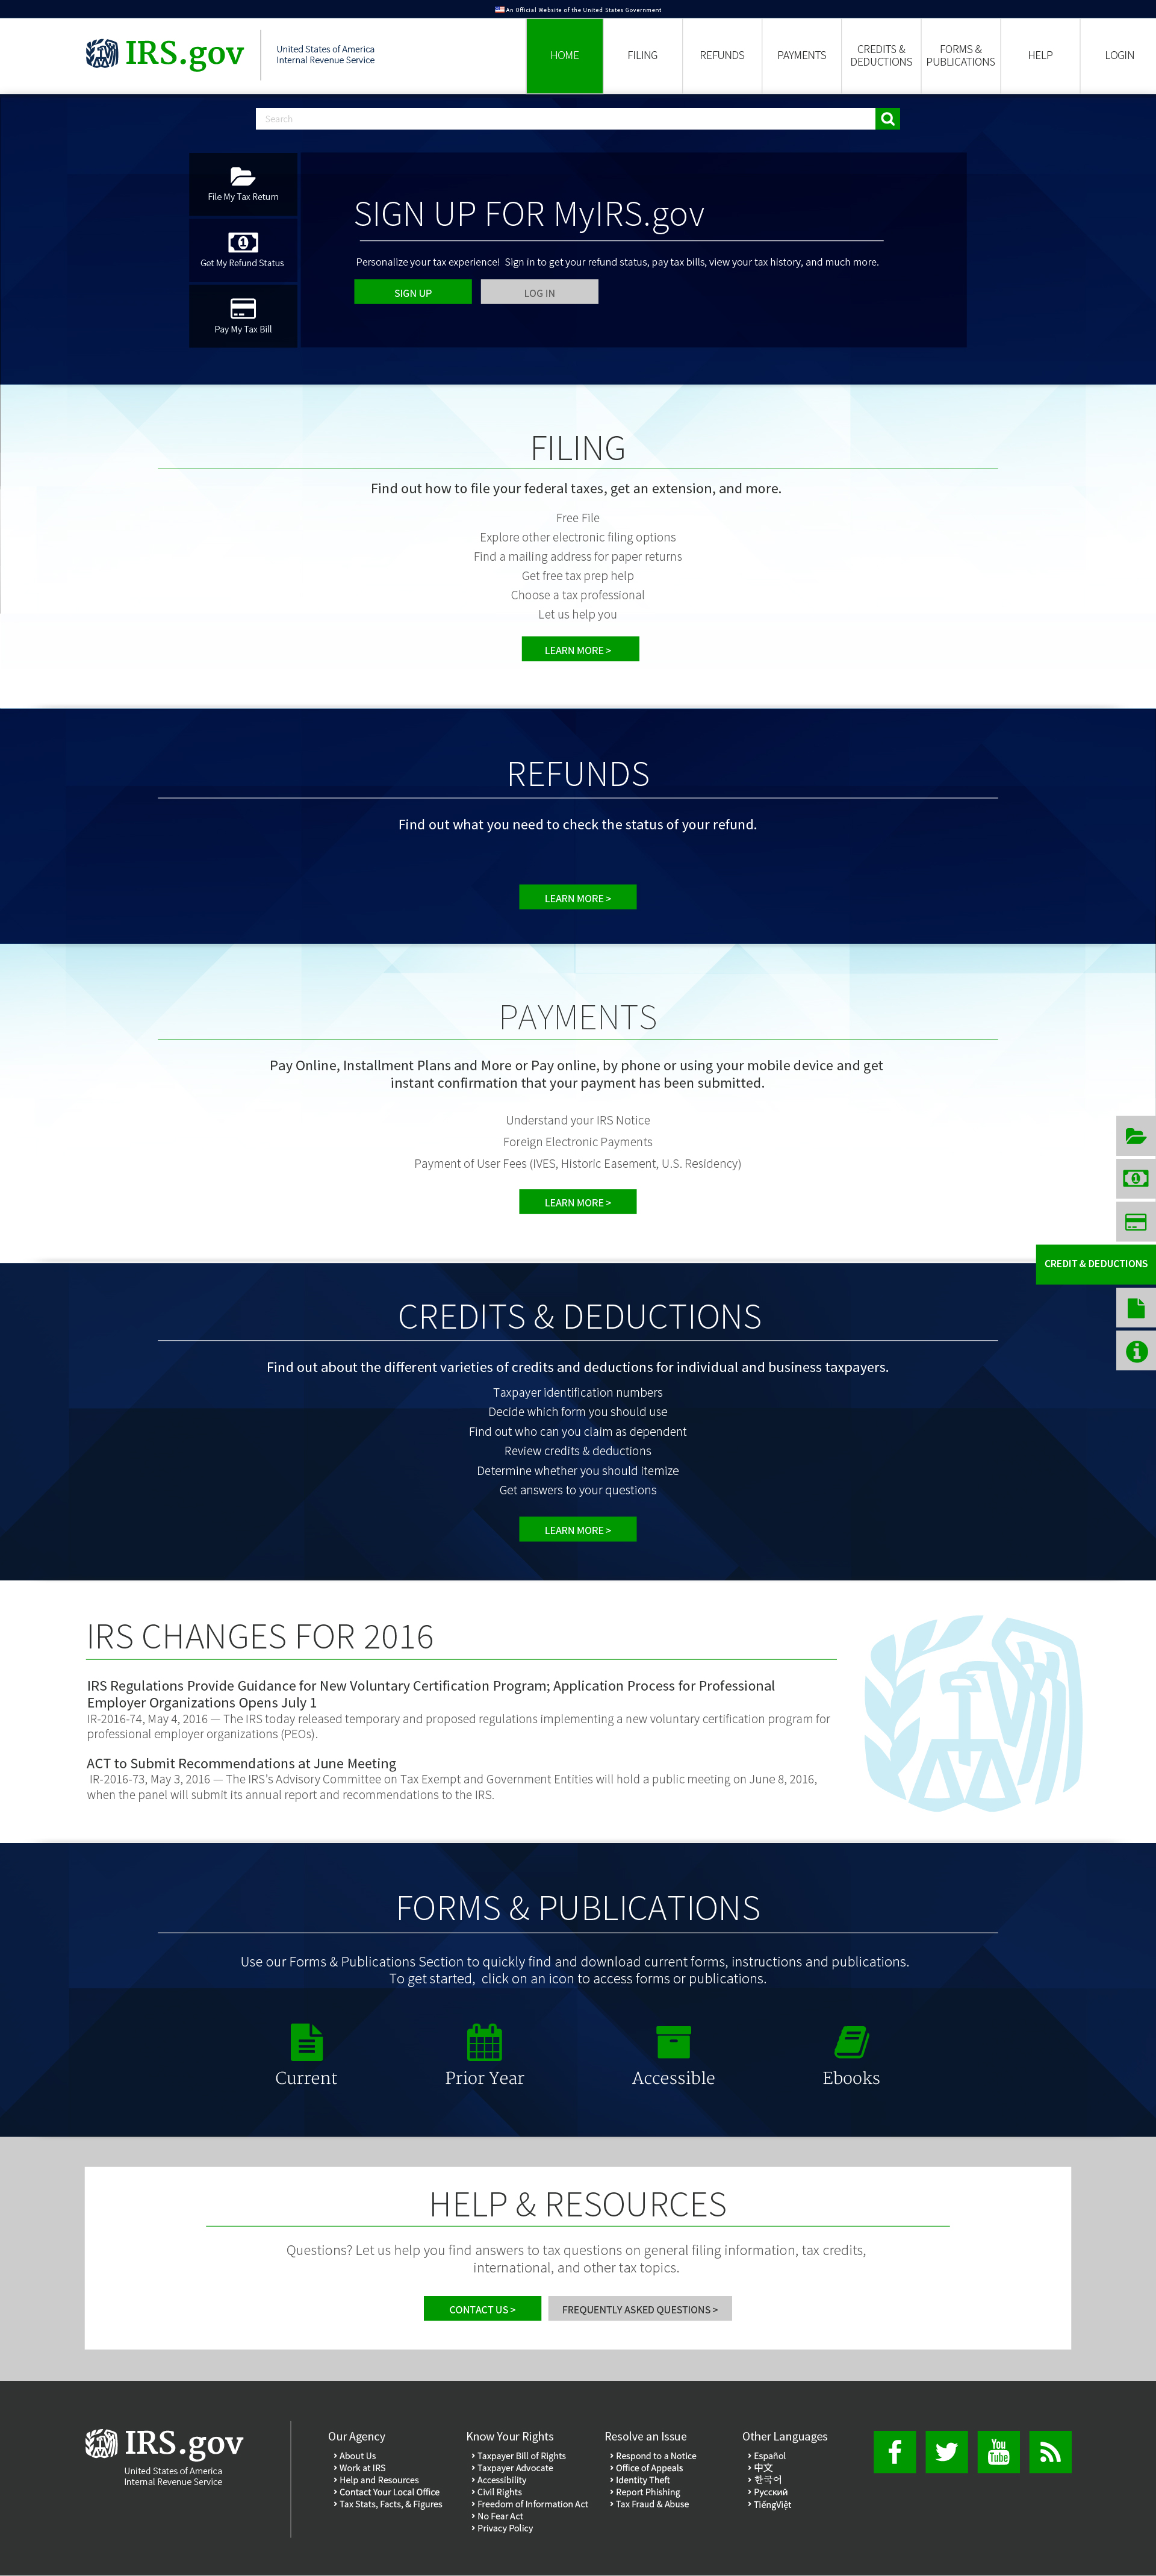 An Official Website of the United States Government
IRS.gov
United States of America
Internal Revenue Service
HOME
FILING
REFUNDS
PAYMENTS
CREDITS &
DEDUCTIONS
FORMS &
PUBLICATIONS
HELP
LOGIN
Search
File My Tax Return
Get My Refund Status
Pay My Tax Bill
SIGN UP FOR MyIRS.gov
Personalize your tax experience! Sign in to get your refund status, pay tax bills, view your tax history, and much more.
SIGN UP
LOG IN
FILING
Find out how to file your federal taxes, get an extension, and more.
Free File
Explore other electronic filing options
Find a mailing address for paper returns
Get free tax prep help
Choose a tax professional
Let us help you
LEARN MORE >
REFUNDS
Find out what you need to check the status of your refund.
LEARN MORE >
PAYMENTS
Pay Online, Installment Plans and More or Pay online, by phone or using your mobile device and get
instant confirmation that your payment has been submitted.
Understand your IRS Notice
Foreign Electronic Payments
Payment of User Fees (IVES, Historic Easement, U.S. Residency)
LEARN MORE >
CREDIT & DEDUCTIONS
CREDITS & DEDUCTIONS
Find out about the different varieties of credits and deductions for individual and business taxpayers.
Taxpayer identification numbers
Decide which form you should use
Find out who can you claim as dependent
Review credits & deductions
Determine whether you should itemize
Get answers to your questions
LEARN MORE >
IRS CHANGES FOR 2016
IRS Regulations Provide Guidance for New Voluntary Certification Program; Application Process for Professional
Employer Organizations Opens July 1
IR-2016-74, May 4, 2016 — The IRS today released temporary and proposed regulations implementing a new voluntary certification program for
professional employer organizations (PEOs).
ACT to Submit Recommendations at June Meeting
IR-2016-73, May 3, 2016 — The IRS's Advisory Committee on Tax Exempt and Government Entities will hold a public meeting on June 8, 2016,
when the panel will submit its annual report and recommendations to the IRS.
FORMS & PUBLICATIONS
Use our Forms & Publications Section to quickly find and download current forms, instructions and publications.
To get started, click on an icon to access forms or publications.
Current
Prior Year
Accessible
Ebooks
HELP & RESOURCES
Questions? Let us help you find answers to tax questions on general filing information, tax credits,
international, and other tax topics.
CONTACT US >
FREQUENTLY ASKED QUESTIONS >
IRS.gov
United States of America
Internal Revenue Service
Our Agency
› About Us
› Work at IRS
› Help and Resources
› Contact Your Local Office
› Tax Stats, Facts, & Figures
Know Your Rights
› Taxpayer Bill of Rights
› Taxpayer Advocate
› Accessibility
› Civil Rights
› Freedom of Information Act
› No Fear Act
› Privacy Policy
Resolve an Issue
› Respond to a Notice
› Office of Appeals
› Identity Theft
› Report Phishing
› Tax Fraud & Abuse
Other Languages
› Español
› 中文
› 한국어
› Русский
› TiếngViệt
You
Tube